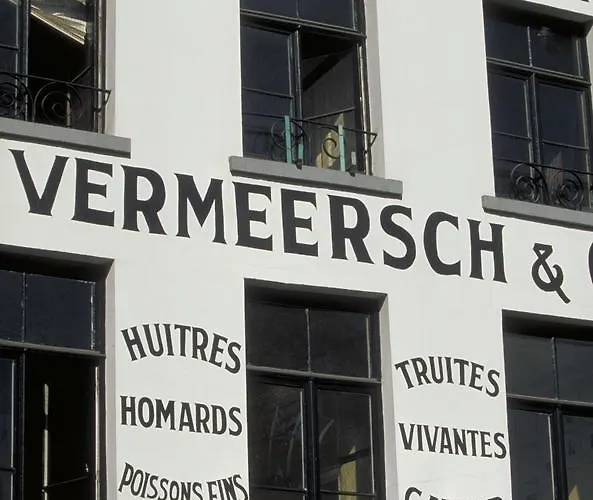 VERMEERSCH &
HUITRES
HOMARDS
POISSONS FINS
TRUITES
VIVANTES